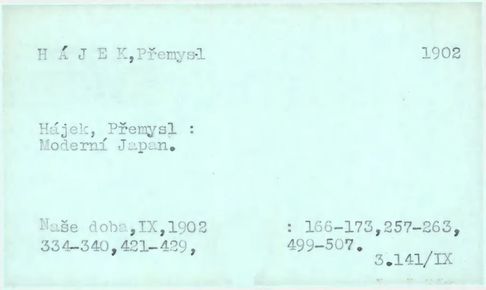 H Á J E K,Přemysl 1902
Hájek, Přemysl :
Moderní Japan.
Naše doba,IX,1902 : 166-173,257-263,
334-340,421-429, 499-507.
3.141/IX